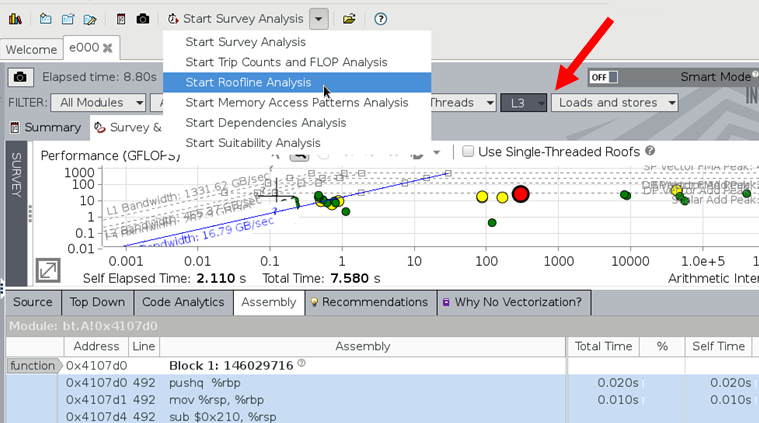 Start Survey Analysis
Welcome
e000
Start Survey Analysis
Start Trip Counts and FLOP Analysis
Start Roofline Analysis
Start Memory Access Patterns Analysis
Start Dependencies Analysis
Start Suitability Analysis
Elapsed time: 8.80s
OFF
Smart Mode
FILTER:
All Modules
Threads
L3
Loads and stores
IN
Summary
Survey &
SURVEY
Performance (GFLOPS)
Use Single-Threaded Roofs
1000
100
10
1
0.1
0.01
L1 Bandwidth: 1331.62 GB/sec
Bandwidth: 16.79 GB/sec
SP Vector FMA Peak:
Scalar Add Peak:
0.001
0.01
0.1
1
10
100
1000
10000
1.0e+5
Self Elapsed Time: 2.110 s
Total Time: 7.580 s
Arithmetic Inter
Source
Top Down
Code Analytics
Assembly
Recommendations
Why No Vectorization?
Module: bt.A!0x4107d0
Address
Line
Assembly
Total Time
%
Self Time
function
0x4107d0
Block 1: 146029716
0x4107d0 492 pushq %rbp 0.020s 0.020s
0x4107d1 492 mov %rsp, %rbp 0.010s 0.010s
0x4107d4 492 sub $0x210, %rsp